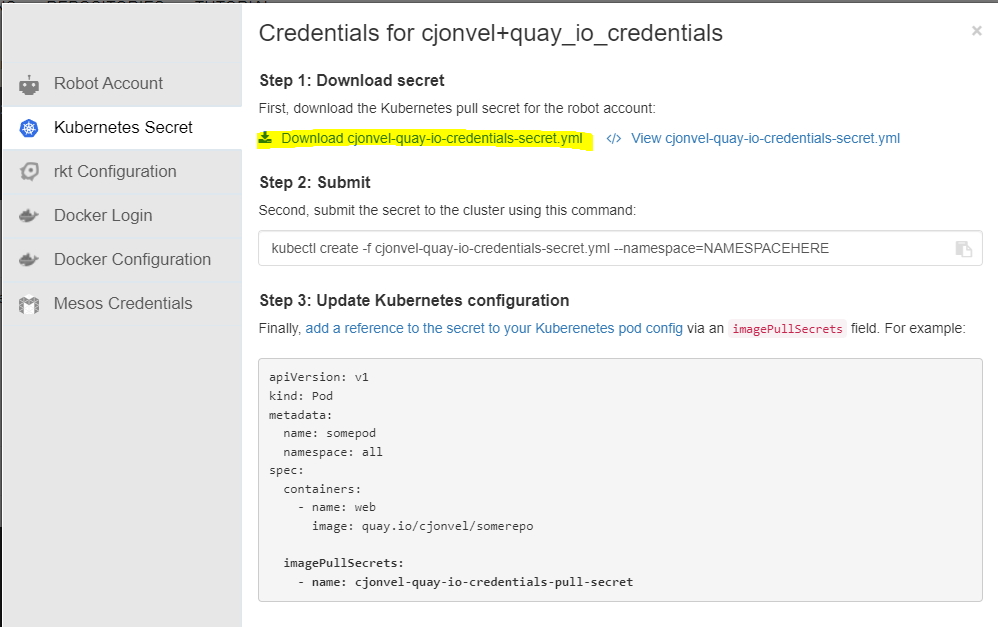 Credentials for cjonvel+quay_io_credentials
×
Robot Account
Kubernetes Secret
rkt Configuration
Docker Login
Docker Configuration
Mesos Credentials
Step 1: Download secret
First, download the Kubernetes pull secret for the robot account:
Download cjonvel-quay-io-credentials-secret.yml </> View cjonvel-quay-io-credentials-secret.yml
Step 2: Submit
Second, submit the secret to the cluster using this command:
kubectl create -f cjonvel-quay-io-credentials-secret.yml --namespace=NAMESPACEHERE
Step 3: Update Kubernetes configuration
Finally, add a reference to the secret to your Kuberenetes pod config via an imagePullSecrets field. For example:
apiVersion: v1
kind: Pod
metadata:
  name: somepod
  namespace: all
spec:
  containers:
    - name: web
      image: quay.io/cjonvel/somerepo
  imagePullSecrets:
    - name: cjonvel-quay-io-credentials-pull-secret